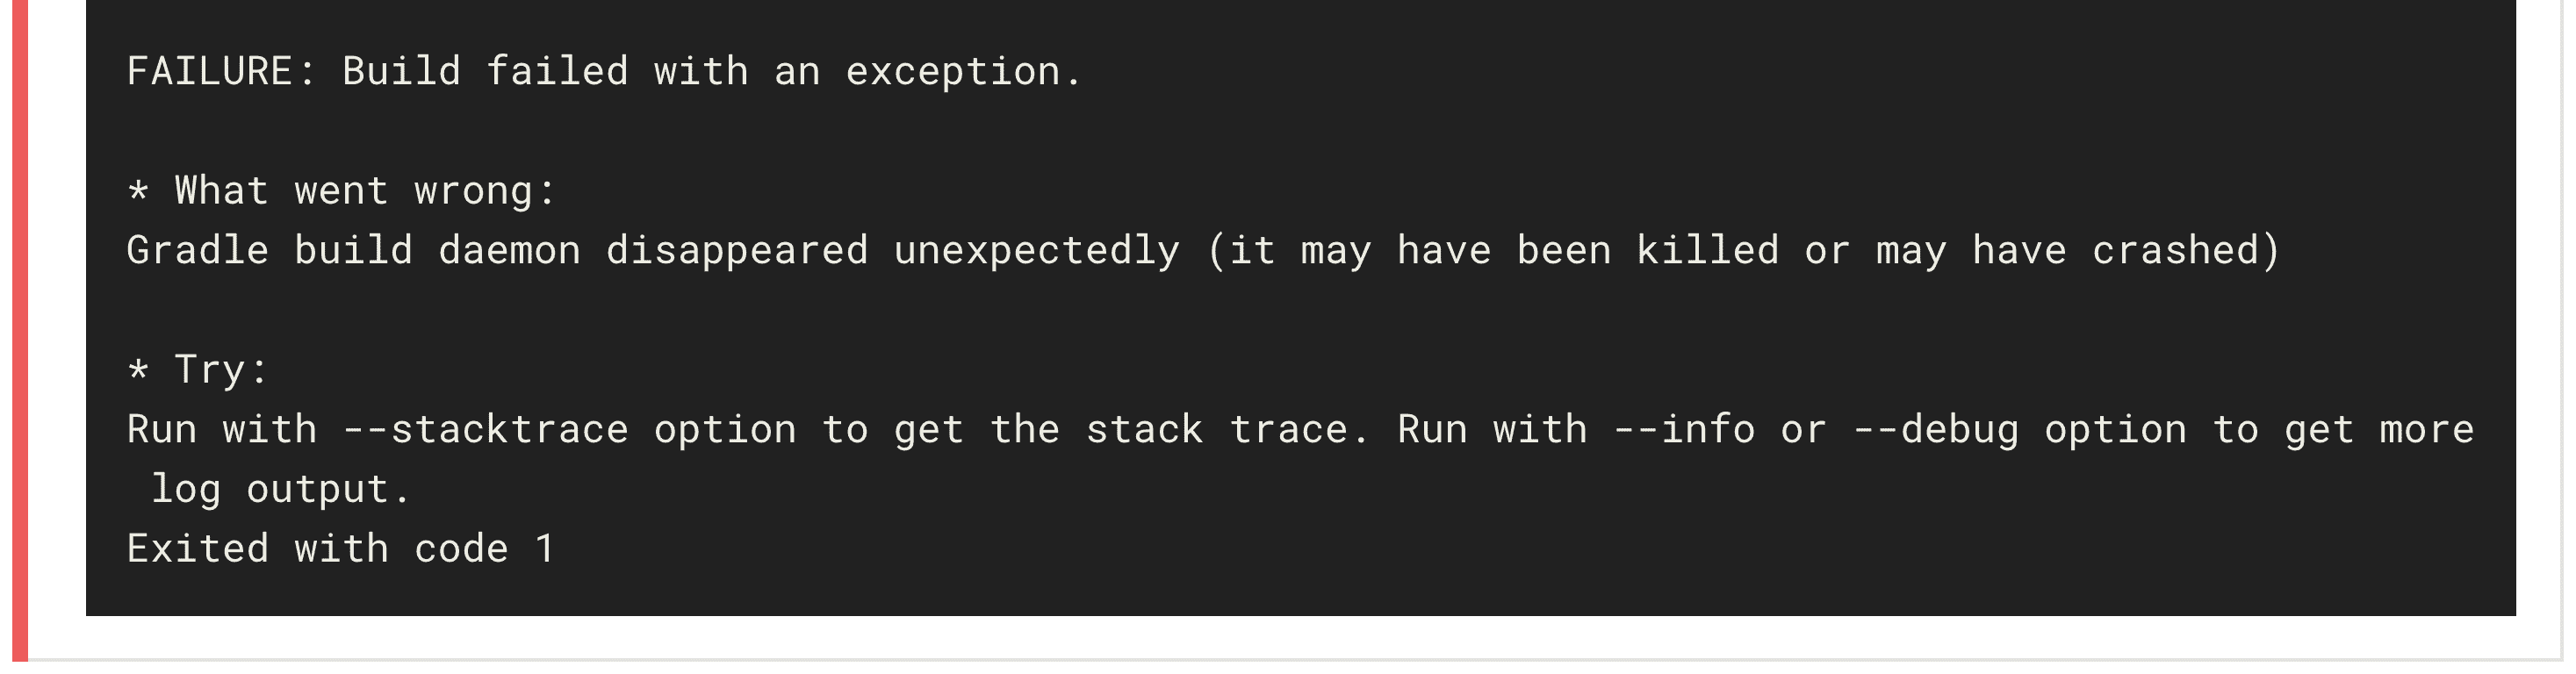 FAILURE: Build failed with an exception.
* What went wrong:
Gradle build daemon disappeared unexpectedly (it may have been killed or may have crashed)
* Try:
Run with --stacktrace option to get the stack trace. Run with --info or --debug option to get more
log output.
Exited with code 1